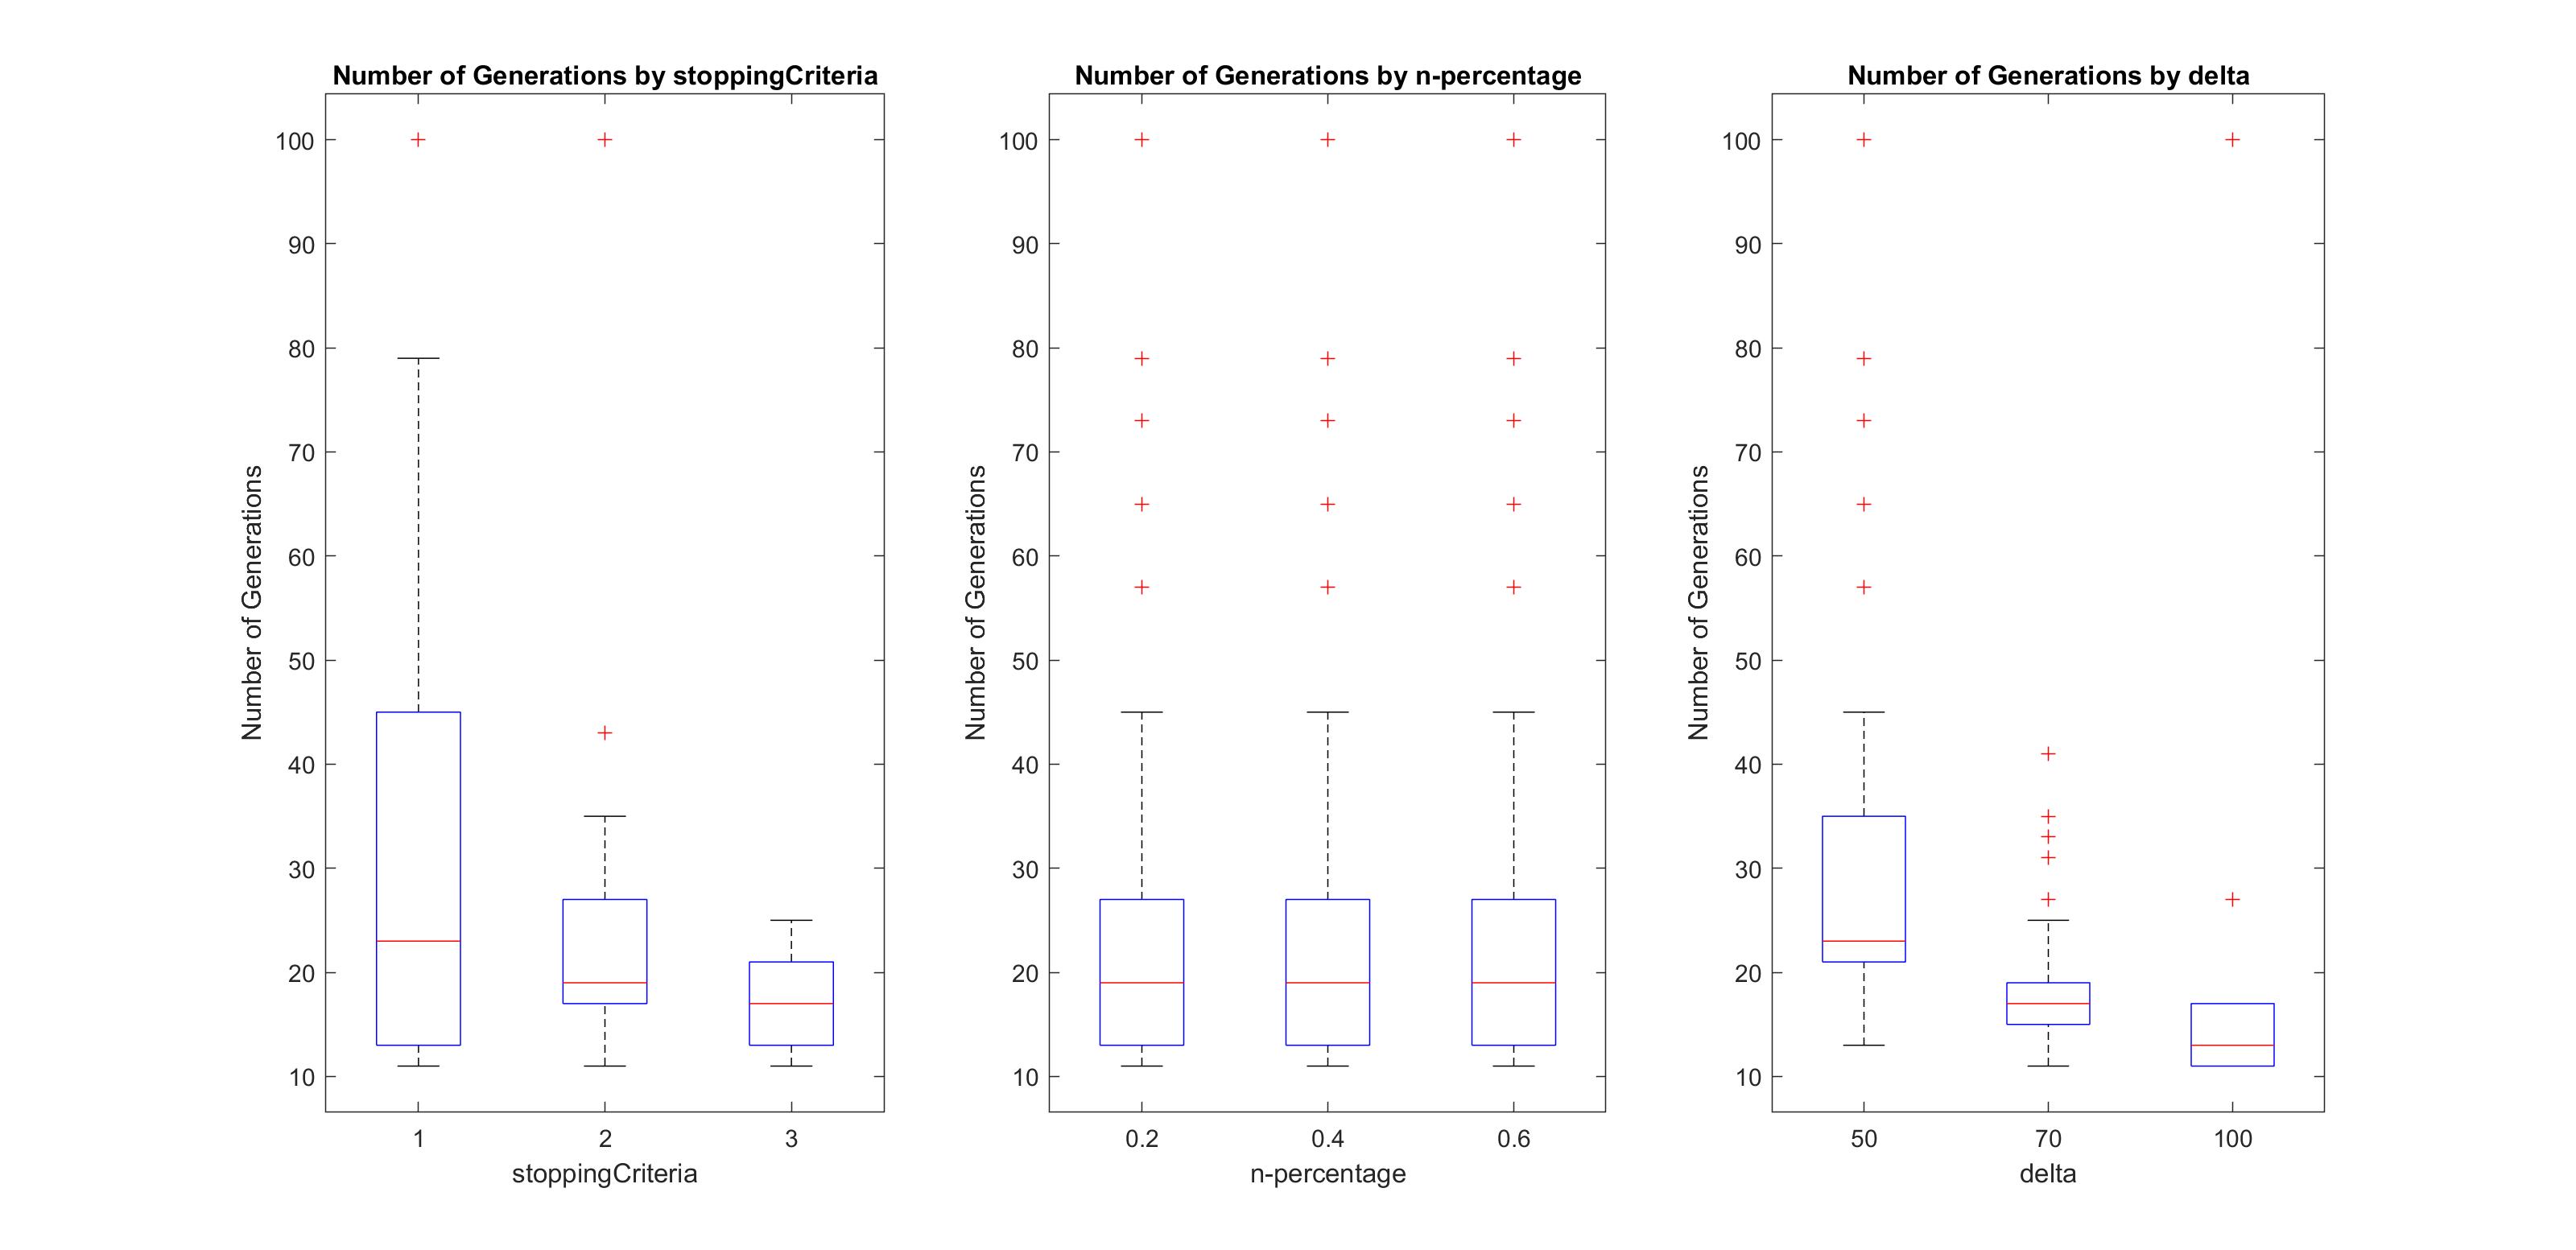 Number of Generations by stoppingCriteria
Number of Generations
100
90
80
70
60
50
40
30
20
10
1 2 3
stoppingCriteria
Number of Generations by n-percentage
Number of Generations
100
90
80
70
60
50
40
30
20
10
0.2 0.4 0.6
n-percentage
Number of Generations by delta
Number of Generations
100
90
80
70
60
50
40
30
20
10
50 70 100
delta